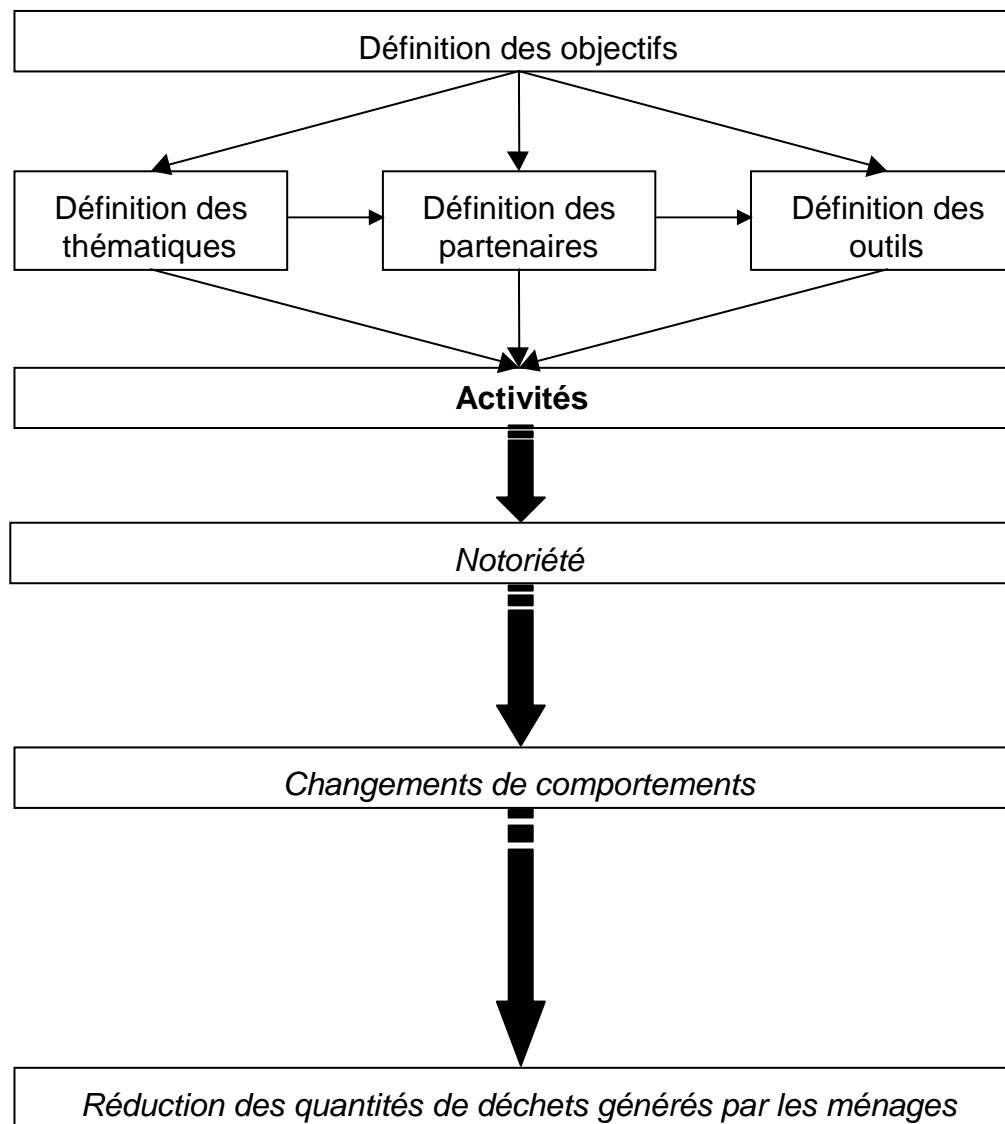 Définition des objectifs
Définition des
thématiques
Définition des
partenaires
Définition des
outils
Activités
Notoriété
Changements de comportements
Réduction des quantités de déchets générés par les ménages